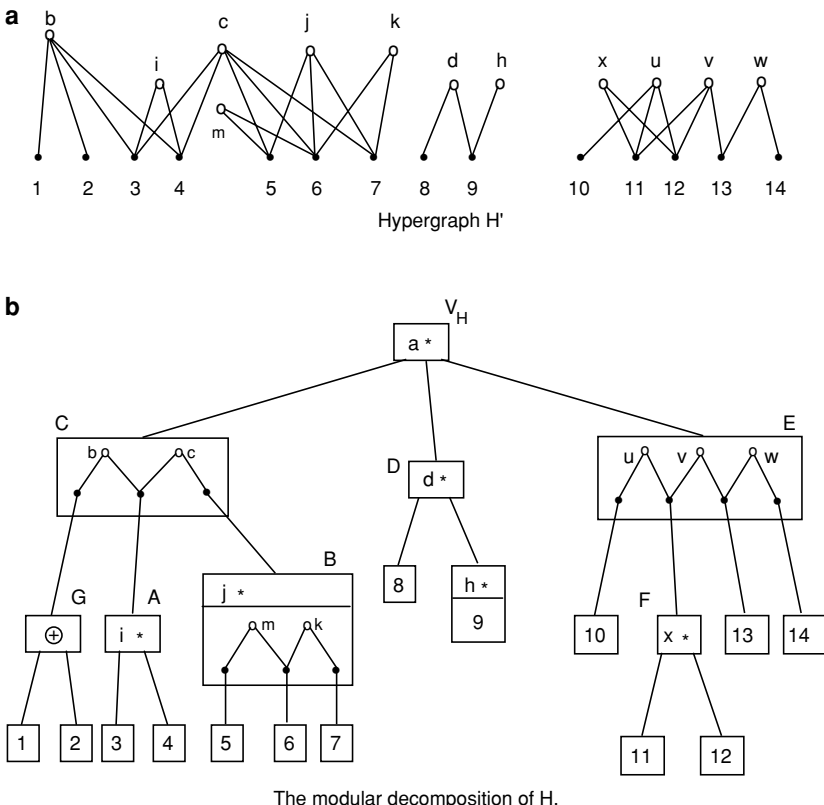 a
b c j k
i d h x u v w
m
1 2 3 4 5 6 7 8 9 10 11 12 13 14
Hypergraph H'
b
V_H
a *
C E
b c u v w
D d *
B
8 h *
j *
9
G A F
m k
⊕ i * 10 x * 13 14
1 2 3 4 5 6 7 11 12
The modular decomposition of H.